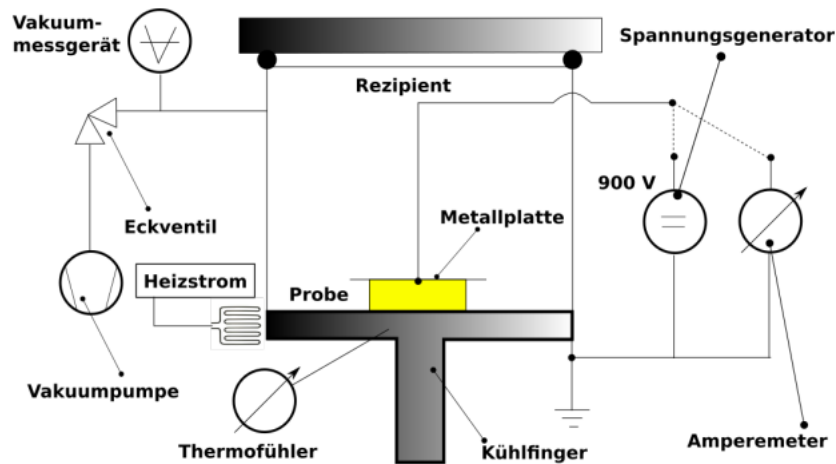 Vakuum-
messgerät
Spannungsgenerator
Rezipient
900 V
Eckventil
Metallplatte
Heizstrom
Probe
Vakuumpumpe
Thermofühler
Kühlfinger
Amperemeter